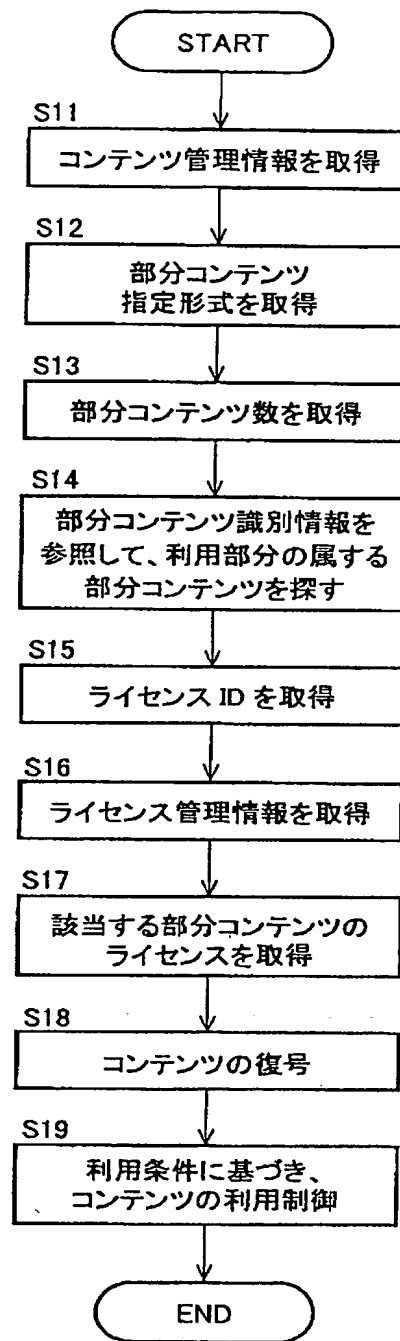 START
S11
コンテンツ管理情報を取得
S12
部分コンテンツ
指定形式を取得
S13
部分コンテンツ数を取得
S14
部分コンテンツ識別情報を
参照して、利用部分の属する
部分コンテンツを探す
S15
ライセンス ID を取得
S16
ライセンス管理情報を取得
S17
該当する部分コンテンツの
ライセンスを取得
S18
コンテンツの復号
S19
利用条件に基づき、
コンテンツの利用制御
END